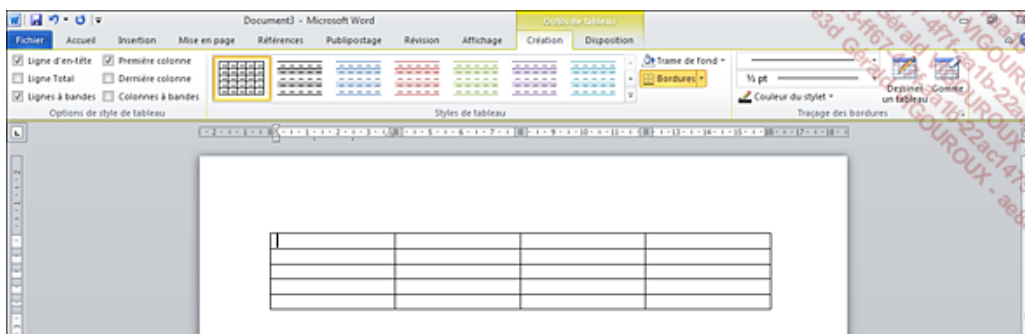 Document3 - Microsoft Word
Outils de tableau
Fichier Accueil Insertion Mise en page Références Publipostage Révision Affichage Création Disposition
Ligne d'en-tête Première colonne
Ligne Total Dernière colonne
Lignes à bandes Colonnes à bandes
Options de style de tableau
Styles de tableau
Trame de fond
Bordures
½ pt
Couleur du stylet
Dessiner un tableau
Gomme
Traçage des bordures